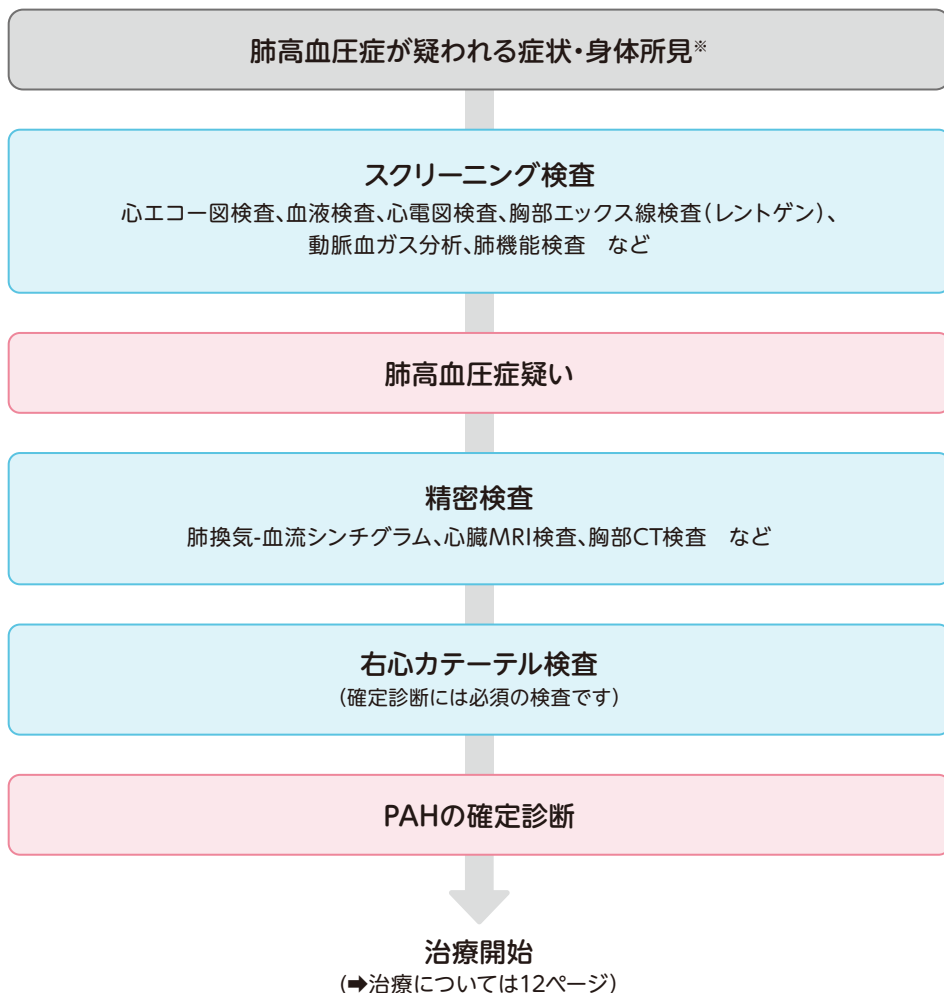 肺高血圧症が疑われる症状・身体所見※
スクリーニング検査
心エコー図検査、血液検査、心電図検査、胸部エックス線検査(レントゲン)、
動脈血ガス分析、肺機能検査　など
肺高血圧症疑い
精密検査
肺換気-血流シンチグラム、心臓MRI検査、胸部CT検査　など
右心カテーテル検査
(確定診断には必須の検査です)
PAHの確定診断
治療開始
(➡治療については12ページ)